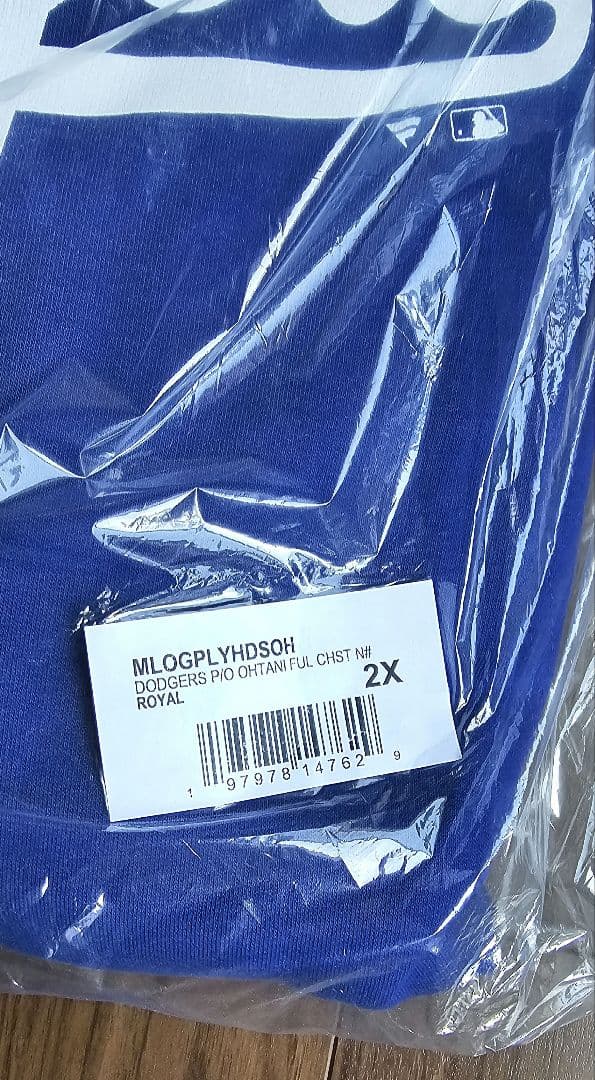 MLOGPLYHDSOH
DODGERS P/O OHTANI FUL CHST N#
2X
ROYAL
1 97978 14762 9